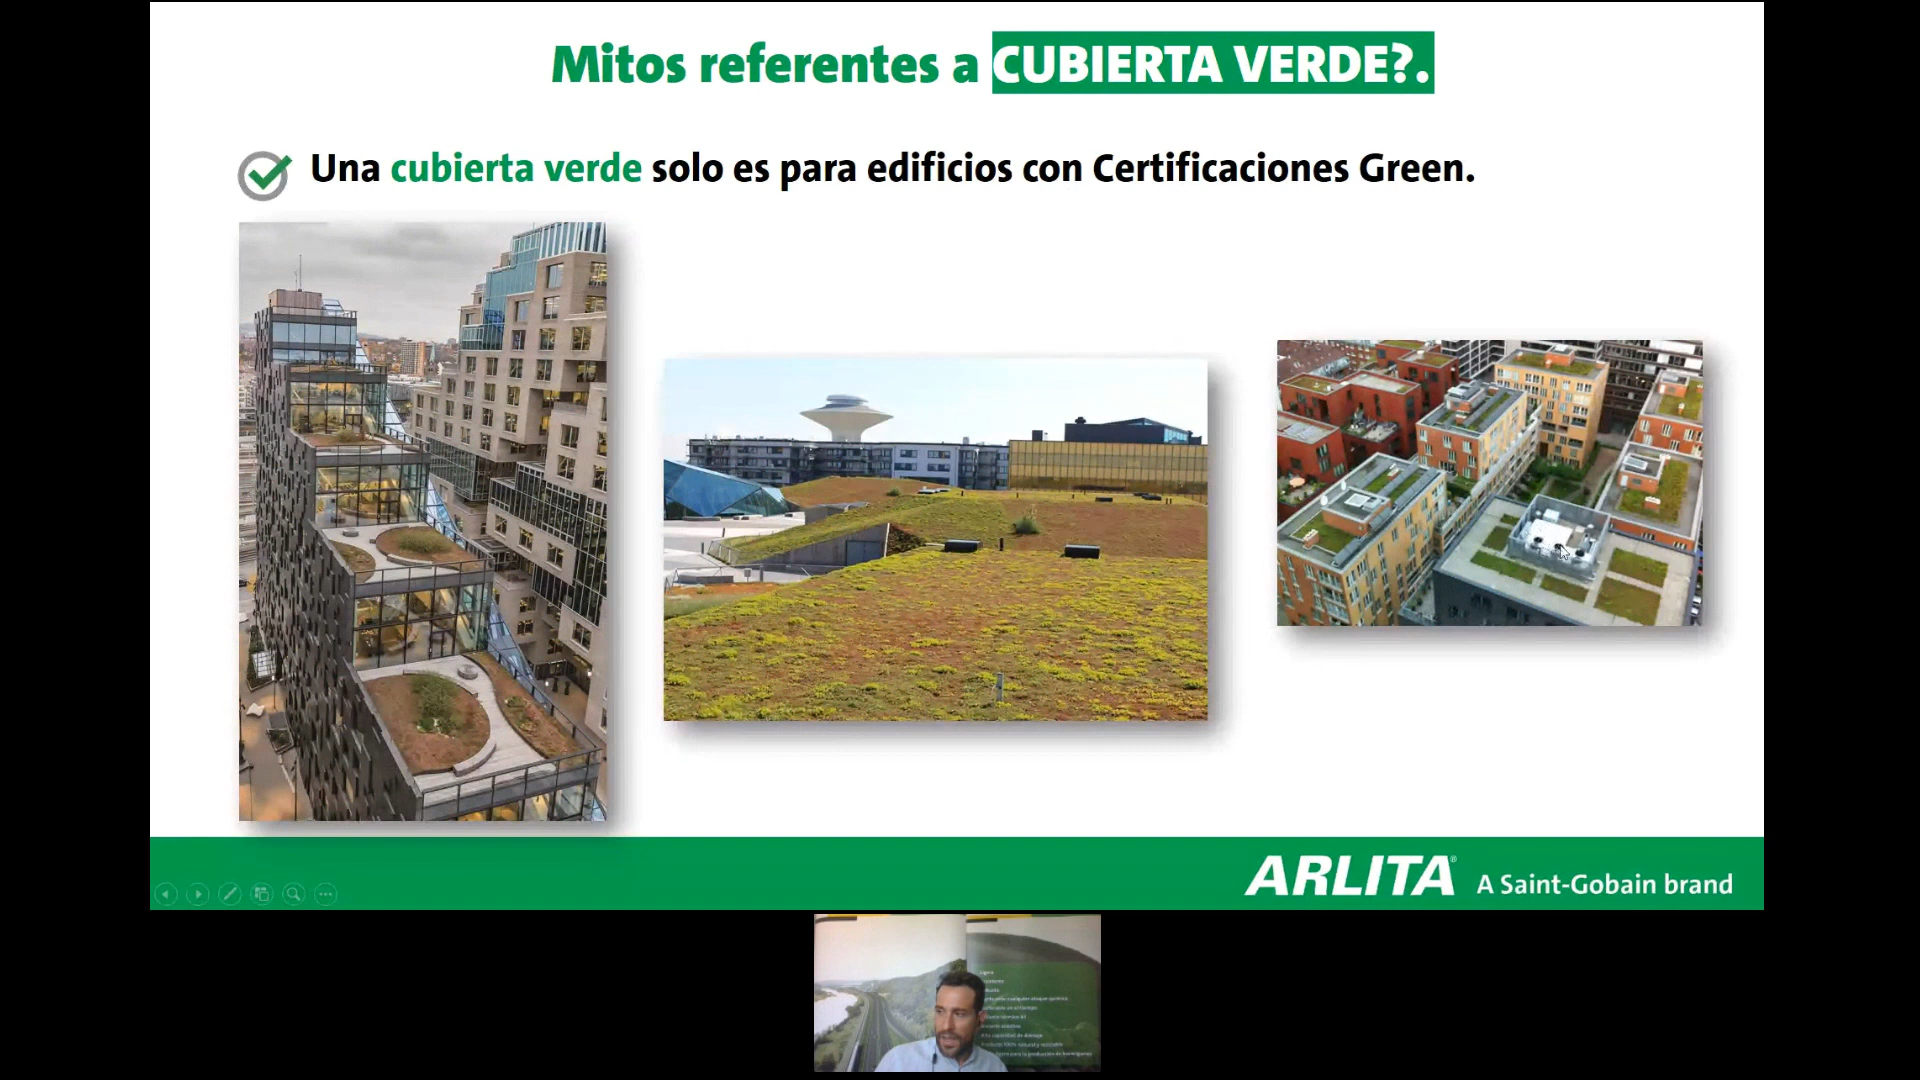 Mitos referentes a CUBIERTA VERDE?.
Una cubierta verde solo es para edificios con Certificaciones Green.
ARLITA® A Saint-Gobain brand